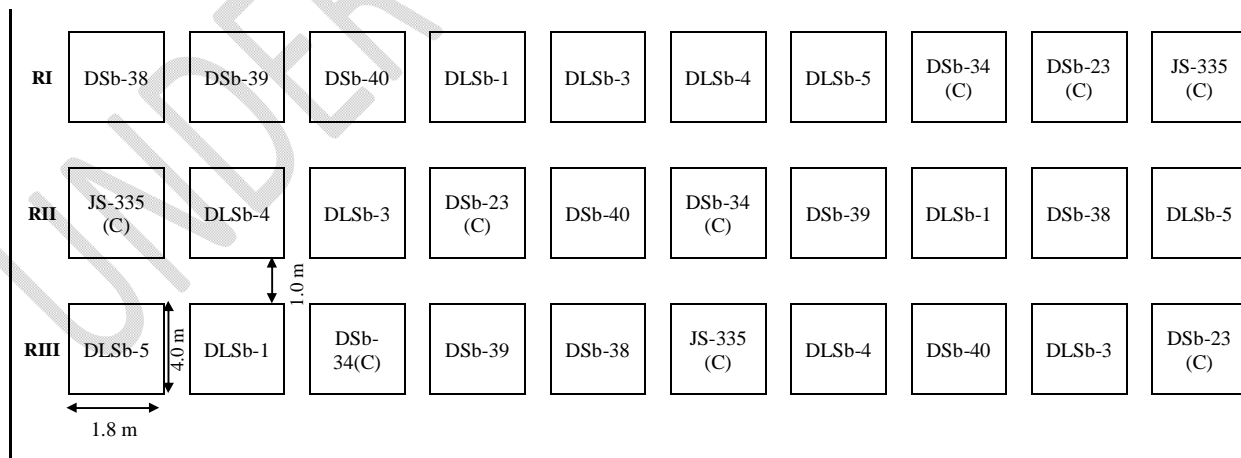 RI DSb-38 DSb-39 DSb-40 DLSb-1 DLSb-3 DLSb-4 DLSb-5 DSb-34 (C) DSb-23 (C) JS-335 (C)
RII JS-335 (C) DLSb-4 DLSb-3 DSb-23 (C) DSb-40 DSb-34 (C) DSb-39 DLSb-1 DSb-38 DLSb-5
1.0 m
RIII DLSb-5 4.0 m DLSb-1 DSb-34(C) DSb-39 DSb-38 JS-335 (C) DLSb-4 DSb-40 DLSb-3 DSb-23 (C)
1.8 m
UNDER